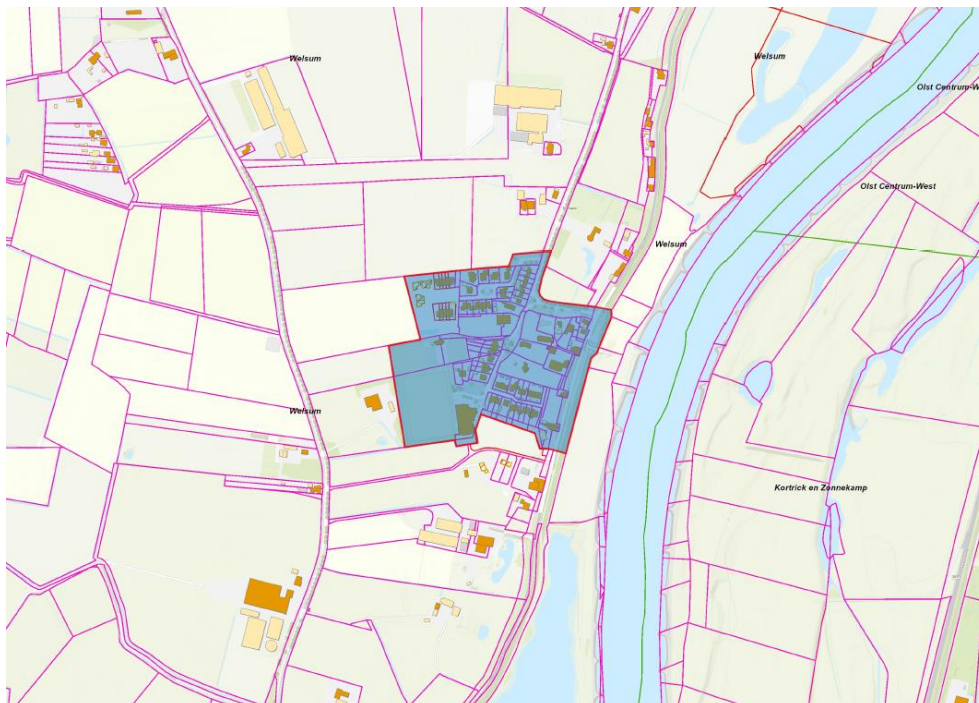 Welsum
Welsum
Olst Centrum-W
Olst Centrum-West
Welsum
Welsum
Kortrick en Zonnekamp